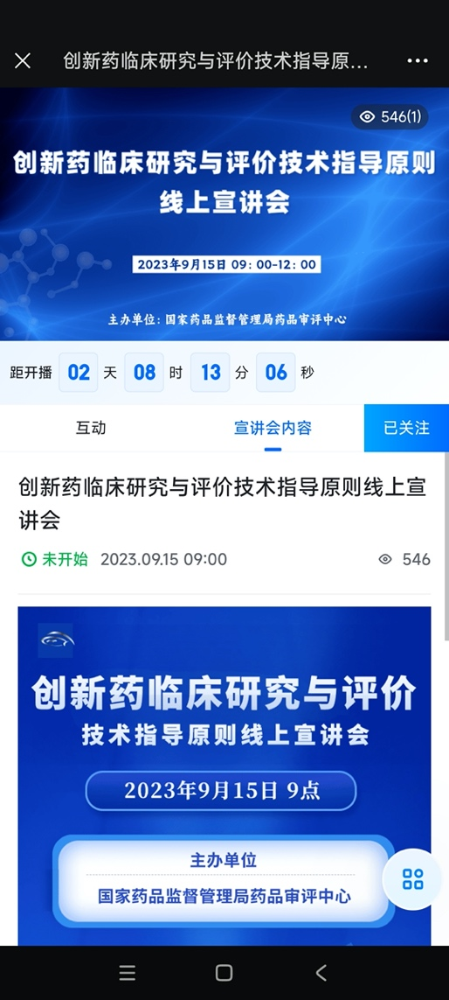 创新药临床研究与评价技术指导原...
546(1)
创新药临床研究与评价技术指导原则
线上宣讲会
2023年9月15日 09：00-12：00
主办单位：国家药品监督管理局药品审评中心
距开播 02 天 08 时 13 分 06 秒
互动 宣讲会内容 已关注
创新药临床研究与评价技术指导原则线上宣
讲会
未开始 2023.09.15 09:00 546
创新药临床研究与评价
技术指导原则线上宣讲会
2023年9月15日 9点
主办单位
国家药品监督管理局药品审评中心